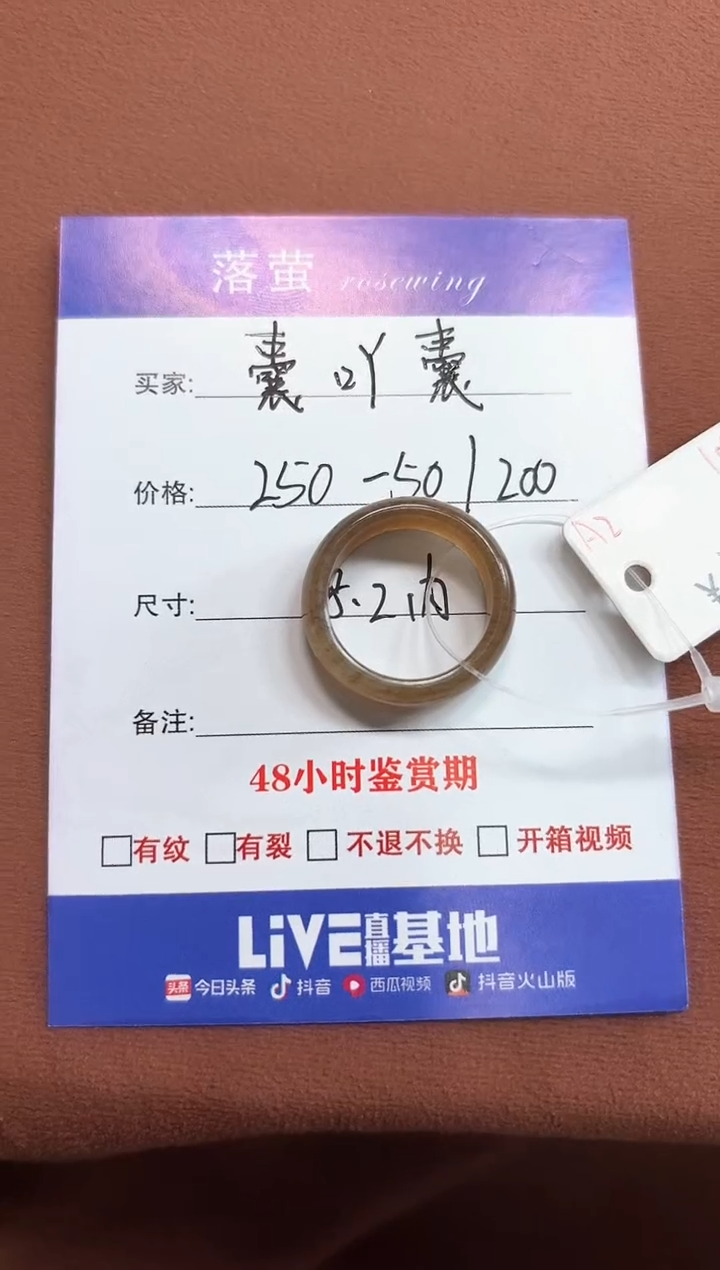 落萤 rosewing
买家: 囊吖囊
价格: 250-50/200
A2
尺寸: 5.2内
备注:
48小时鉴赏期
□有纹 □有裂 □不退不换 □开箱视频
LiVE直播基地
头条 今日头条 抖音 西瓜视频 抖音火山版